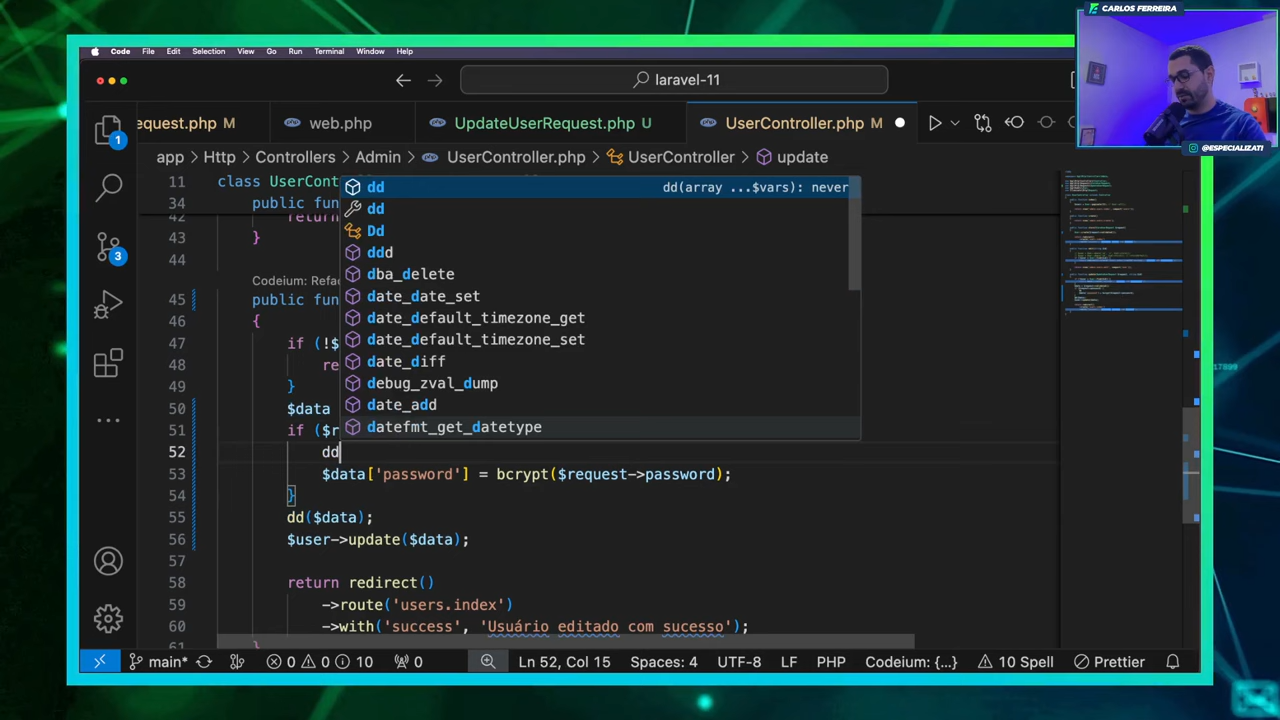 CARLOS FERREIRA
Code File Edit Selection View Go Run Terminal Window Help
laravel-11
equest.php M web.php UpdateUserRequest.php U UserController.php M
@ESPECIALIZATI
app > Http > Controllers > Admin > UserController.php > UserController > update
11 class UserCont
34 public fun
42 return
43 }
44
Codeium: Refa
45 public fun
46 {
47 if (!$
48 re
49 }
50 $data
51 if ($r
52 dd
53 $data['password'] = bcrypt($request->password);
54 }
55 dd($data);
56 $user->update($data);
57
58 return redirect()
59 ->route('users.index')
60 ->with('success', 'Usuário editado com sucesso');
61 }
dd dd(array ...$vars): never
dd
Dd
ddd
dba_delete
date_date_set
date_default_timezone_get
date_default_timezone_set
date_diff
debug_zval_dump
date_add
datefmt_get_datetype
1
3
main* 0 0 10 0 Ln 52, Col 15 Spaces: 4 UTF-8 LF PHP Codeium: {...} 10 Spell Prettier